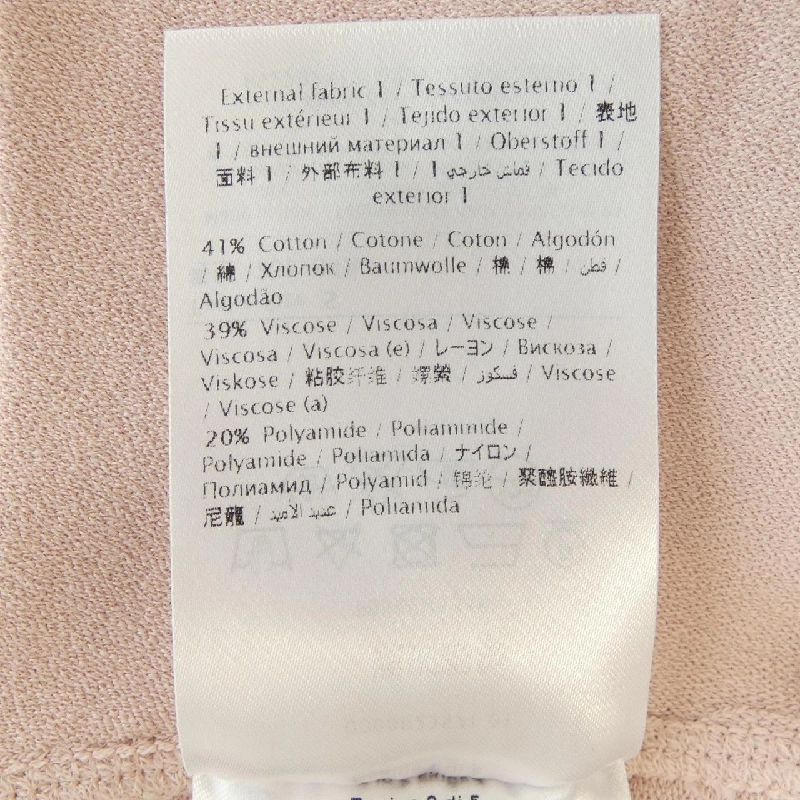 External fabric 1 / Tessuto esterno 1 /
Tissu extérieur 1 / Tejido exterior 1 / 表地
1 / внешний материал 1 / Oberstoff 1 /
面料 1 / 外部布料 1 / قماش خارجي 1 / Tecido
exterior 1
41% Cotton / Cotone / Coton / Algodón
/ 綿 / Хлопок / Baumwolle / 棉 / 棉 / قطن /
Algodão
39% Viscose / Viscosa / Viscose /
Viscosa / Viscosa (e) / レーヨン / Вискоза /
Viskose / 粘胶纤维 / 嫘縈 / فسكوز / Viscose
/ Viscose (a)
20% Polyamide / Poliammide /
Polyamide / Poliamida / ナイロン /
Полиамид / Polyamid / 锦纶 / 聚醯胺纖維 /
尼龍 / عديد الأميد / Poliamida